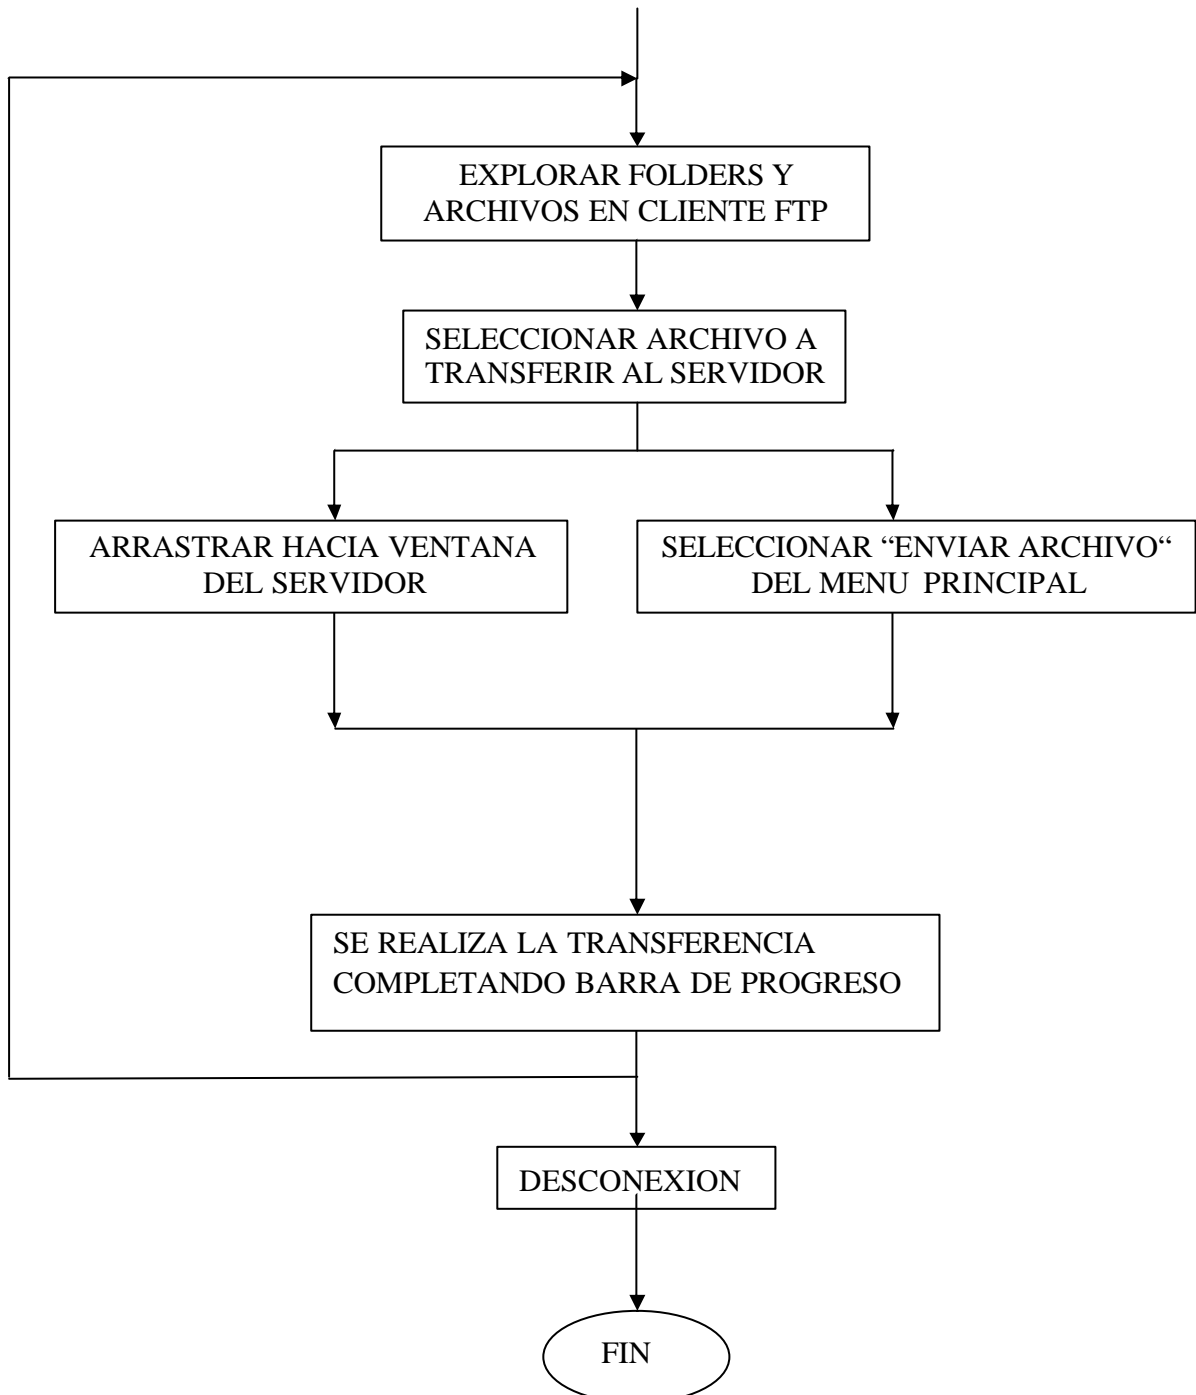 EXPLORAR FOLDERS Y
ARCHIVOS EN CLIENTE FTP
SELECCIONAR ARCHIVO A
TRANSFERIR AL SERVIDOR
ARRASTRAR HACIA VENTANA
DEL SERVIDOR
SELECCIONAR “ENVIAR ARCHIVO“
DEL MENU PRINCIPAL
SE REALIZA LA TRANSFERENCIA
COMPLETANDO BARRA DE PROGRESO
DESCONEXION
FIN